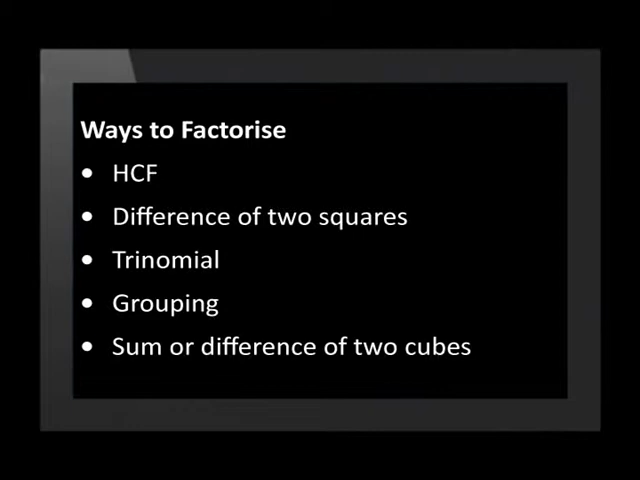 Ways to Factorise
• HCF
• Difference of two squares
• Trinomial
• Grouping
• Sum or difference of two cubes